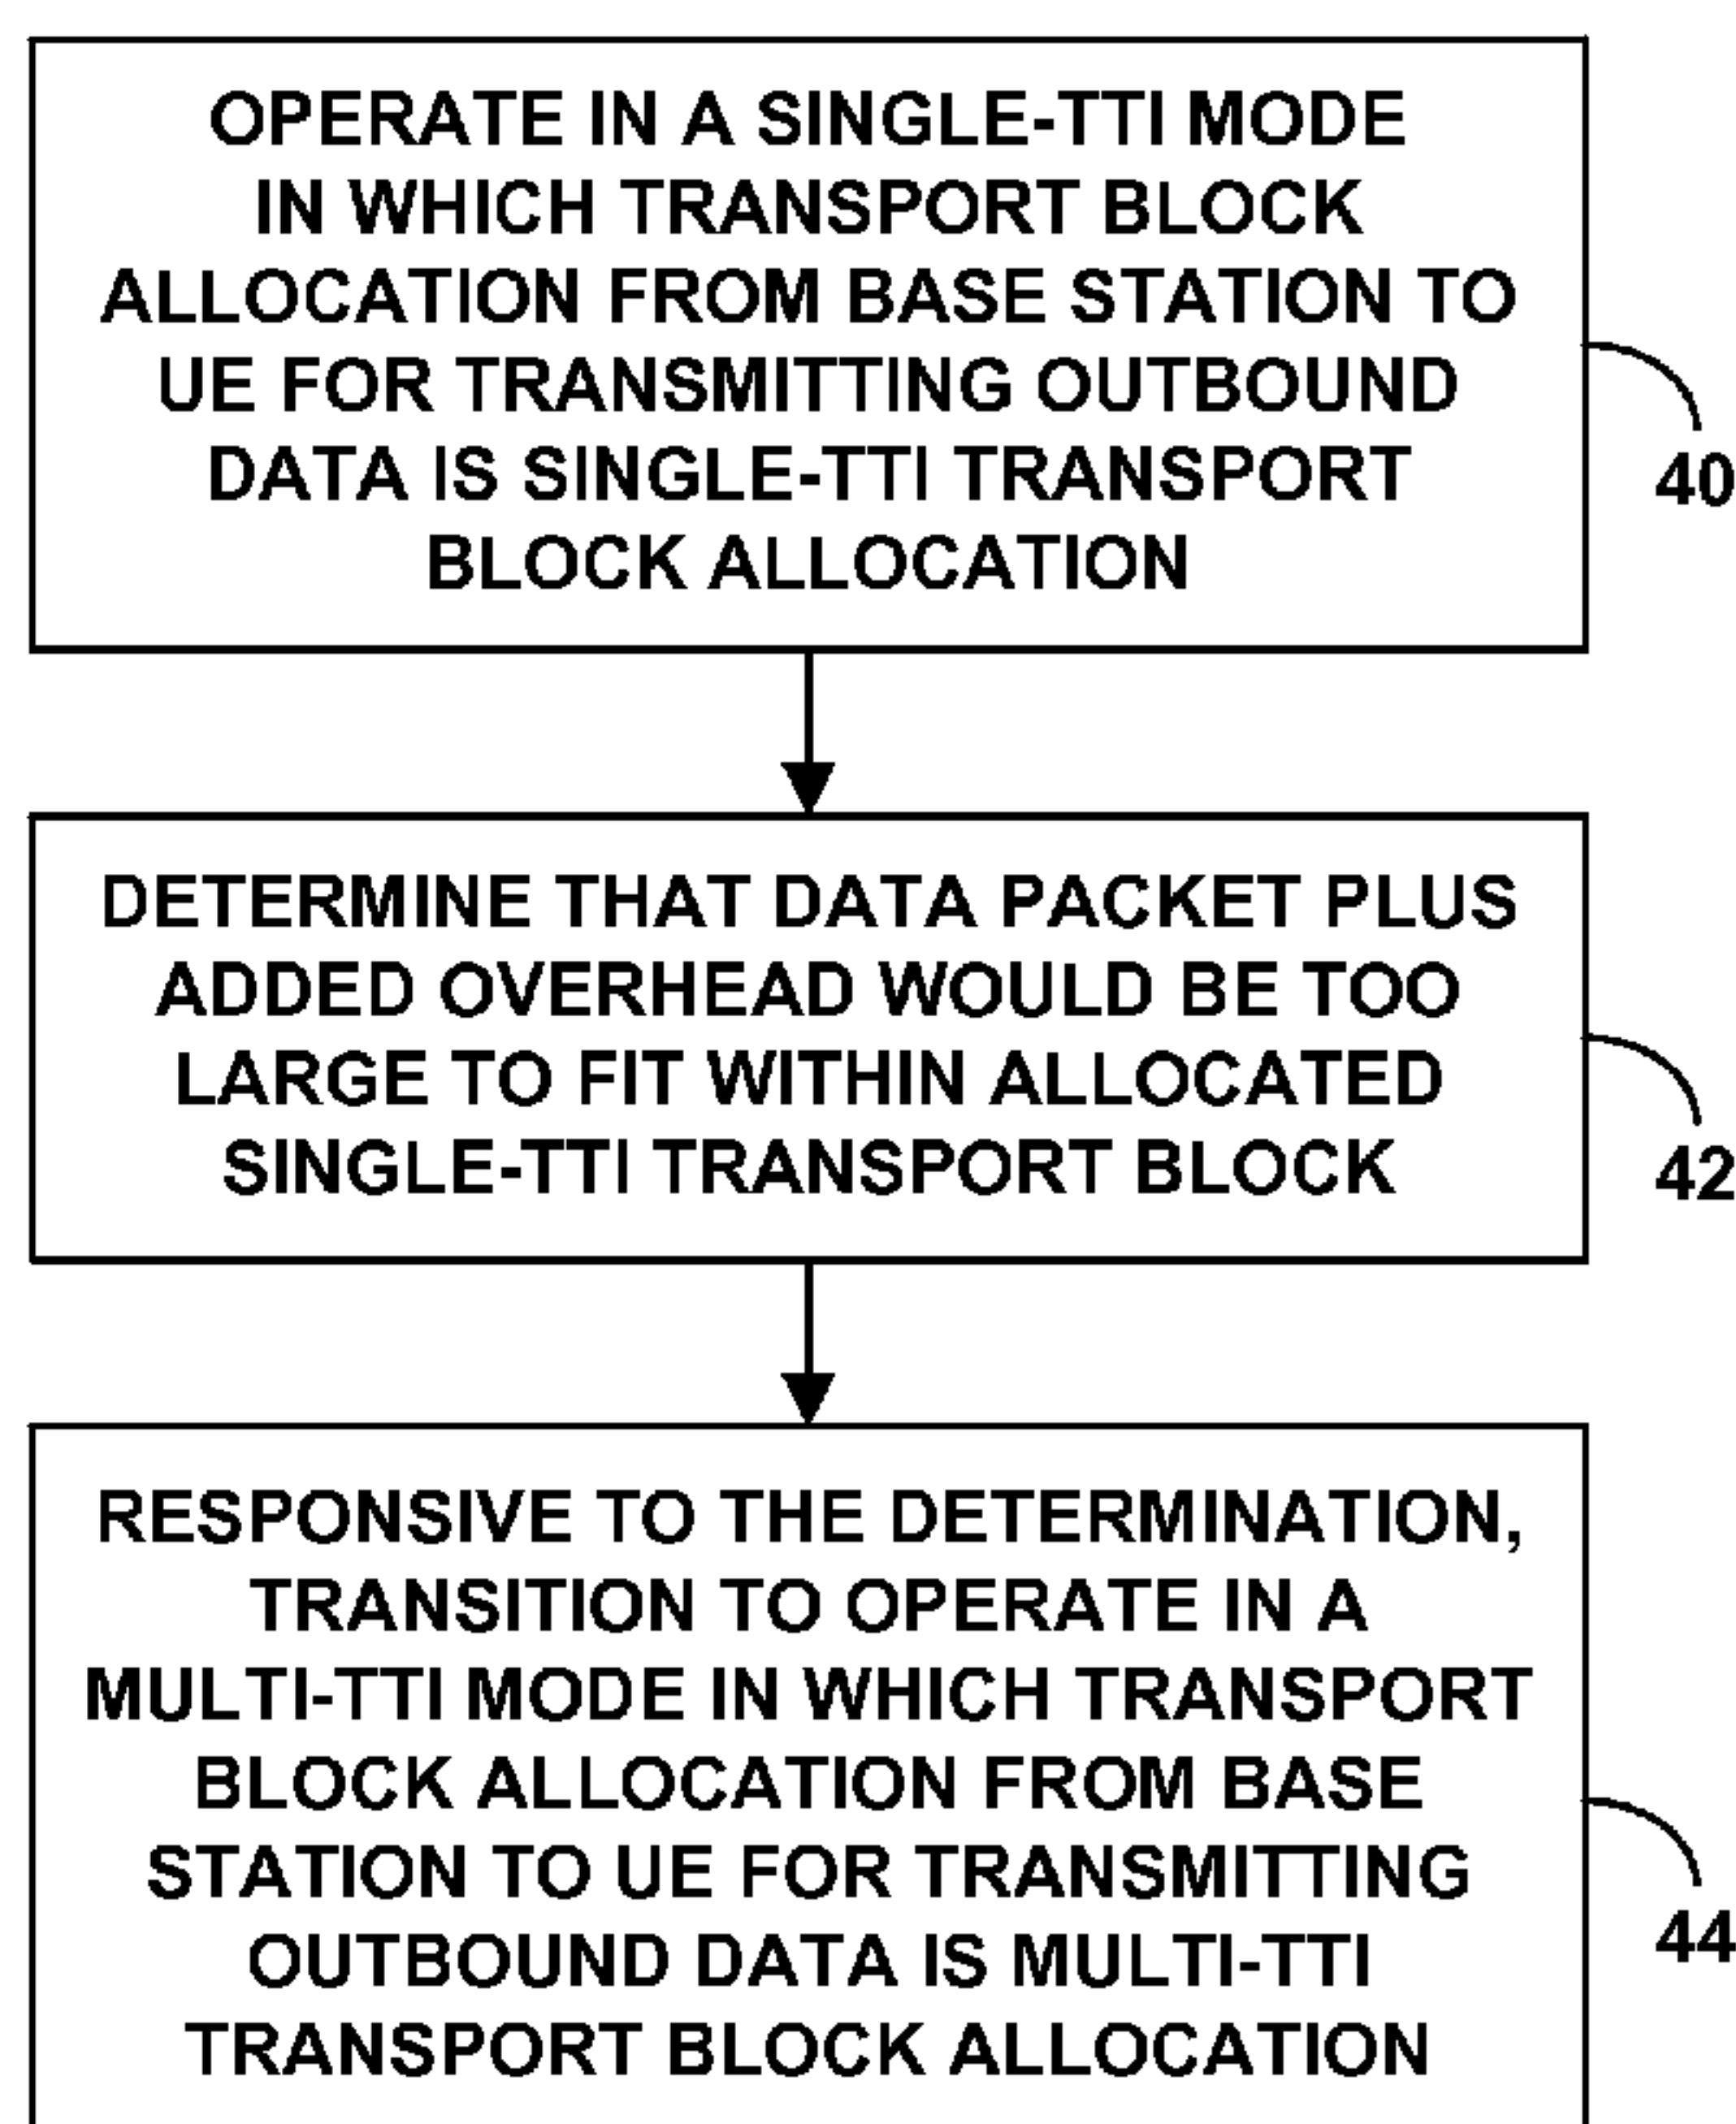 OPERATE IN A SINGLE-TTI MODE
IN WHICH TRANSPORT BLOCK
ALLOCATION FROM BASE STATION TO
UE FOR TRANSMITTING OUTBOUND
DATA IS SINGLE-TTI TRANSPORT
BLOCK ALLOCATION
40
DETERMINE THAT DATA PACKET PLUS
ADDED OVERHEAD WOULD BE TOO
LARGE TO FIT WITHIN ALLOCATED
SINGLE-TTI TRANSPORT BLOCK
42
RESPONSIVE TO THE DETERMINATION,
TRANSITION TO OPERATE IN A
MULTI-TTI MODE IN WHICH TRANSPORT
BLOCK ALLOCATION FROM BASE
STATION TO UE FOR TRANSMITTING
OUTBOUND DATA IS MULTI-TTI
TRANSPORT BLOCK ALLOCATION
44